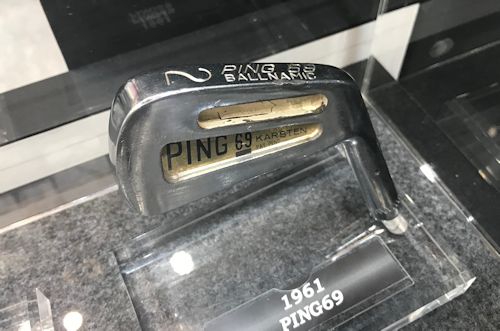 2 PING 69
BALLNAMIC
PING 69 KARSTEN
1961
PING69